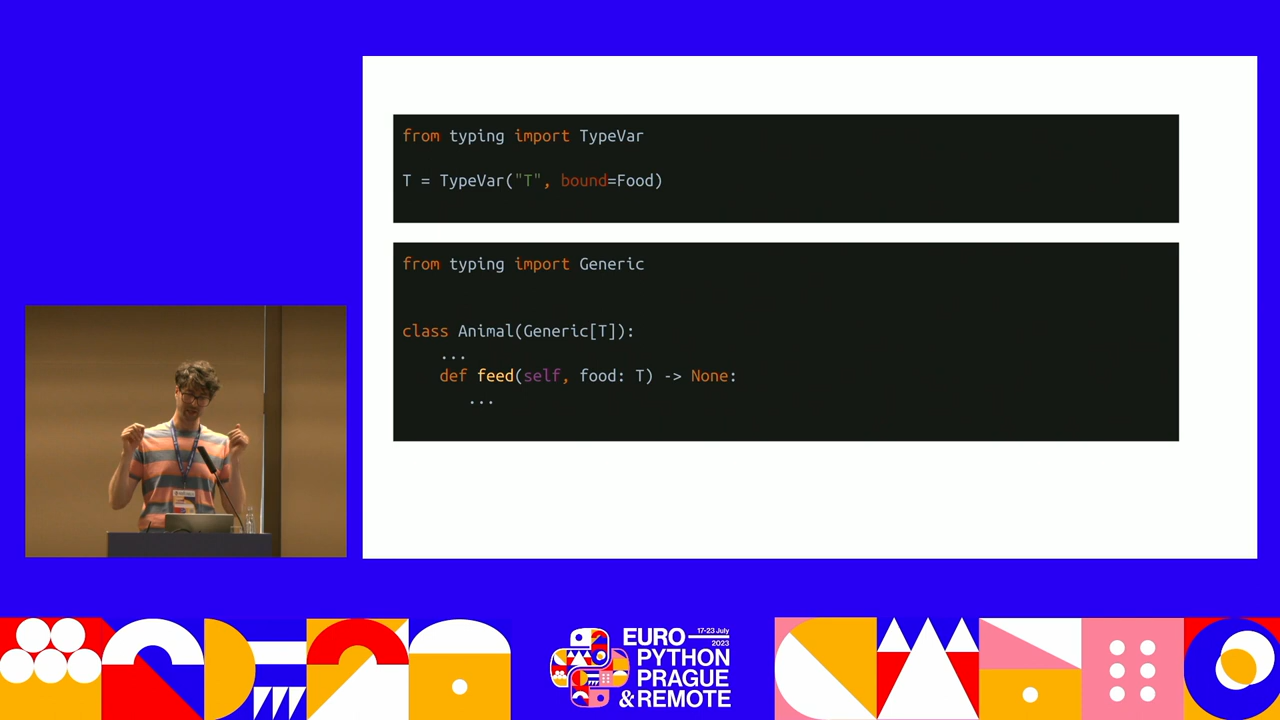 from typing import TypeVar
T = TypeVar("T", bound=Food)
from typing import Generic
class Animal(Generic[T]):
    ...
    def feed(self, food: T) -> None:
       ...
EURO 17-23 July 2023
PYTHON
PRAGUE
& REMOTE